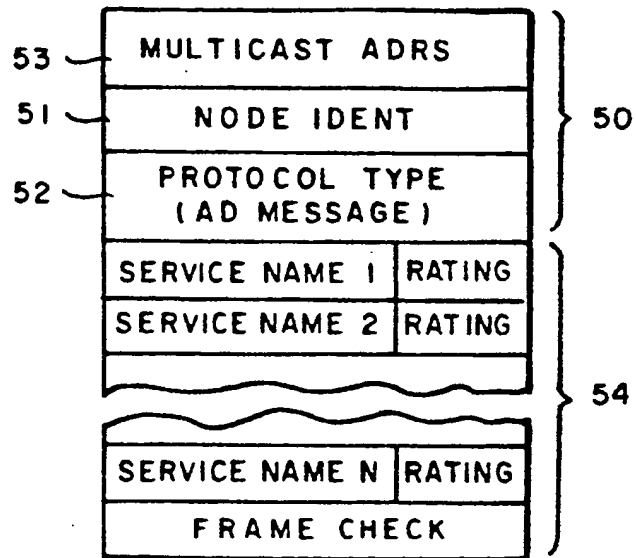 53 MULTICAST ADRS
51 NODE IDENT 50
52 PROTOCOL TYPE
(AD MESSAGE)
SERVICE NAME 1 RATING
SERVICE NAME 2 RATING
54
SERVICE NAME N RATING
FRAME CHECK